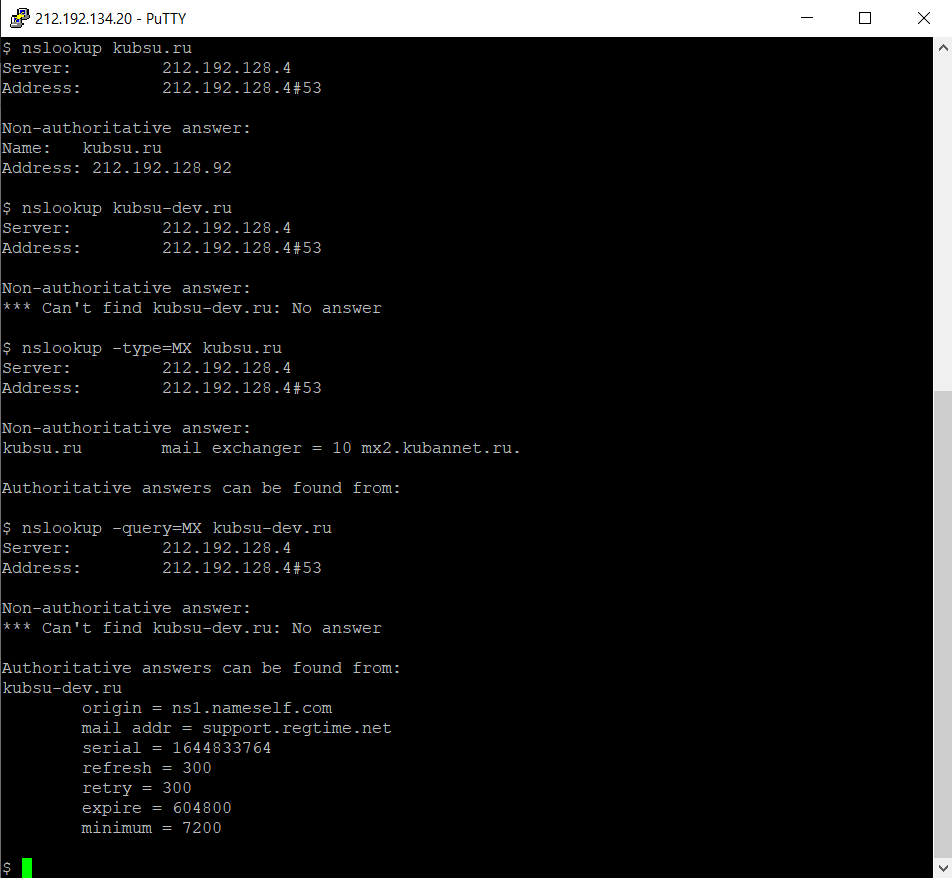 212.192.134.20 - PuTTY
$ nslookup kubsu.ru
Server:         212.192.128.4
Address:        212.192.128.4#53
Non-authoritative answer:
Name:   kubsu.ru
Address: 212.192.128.92
$ nslookup kubsu-dev.ru
Server:         212.192.128.4
Address:        212.192.128.4#53
Non-authoritative answer:
*** Can't find kubsu-dev.ru: No answer
$ nslookup -type=MX kubsu.ru
Server:         212.192.128.4
Address:        212.192.128.4#53
Non-authoritative answer:
kubsu.ru        mail exchanger = 10 mx2.kubannet.ru.
Authoritative answers can be found from:
$ nslookup -query=MX kubsu-dev.ru
Server:         212.192.128.4
Address:        212.192.128.4#53
Non-authoritative answer:
*** Can't find kubsu-dev.ru: No answer
Authoritative answers can be found from:
kubsu-dev.ru
        origin = ns1.nameself.com
        mail addr = support.regtime.net
        serial = 1644833764
        refresh = 300
        retry = 300
        expire = 604800
        minimum = 7200
$